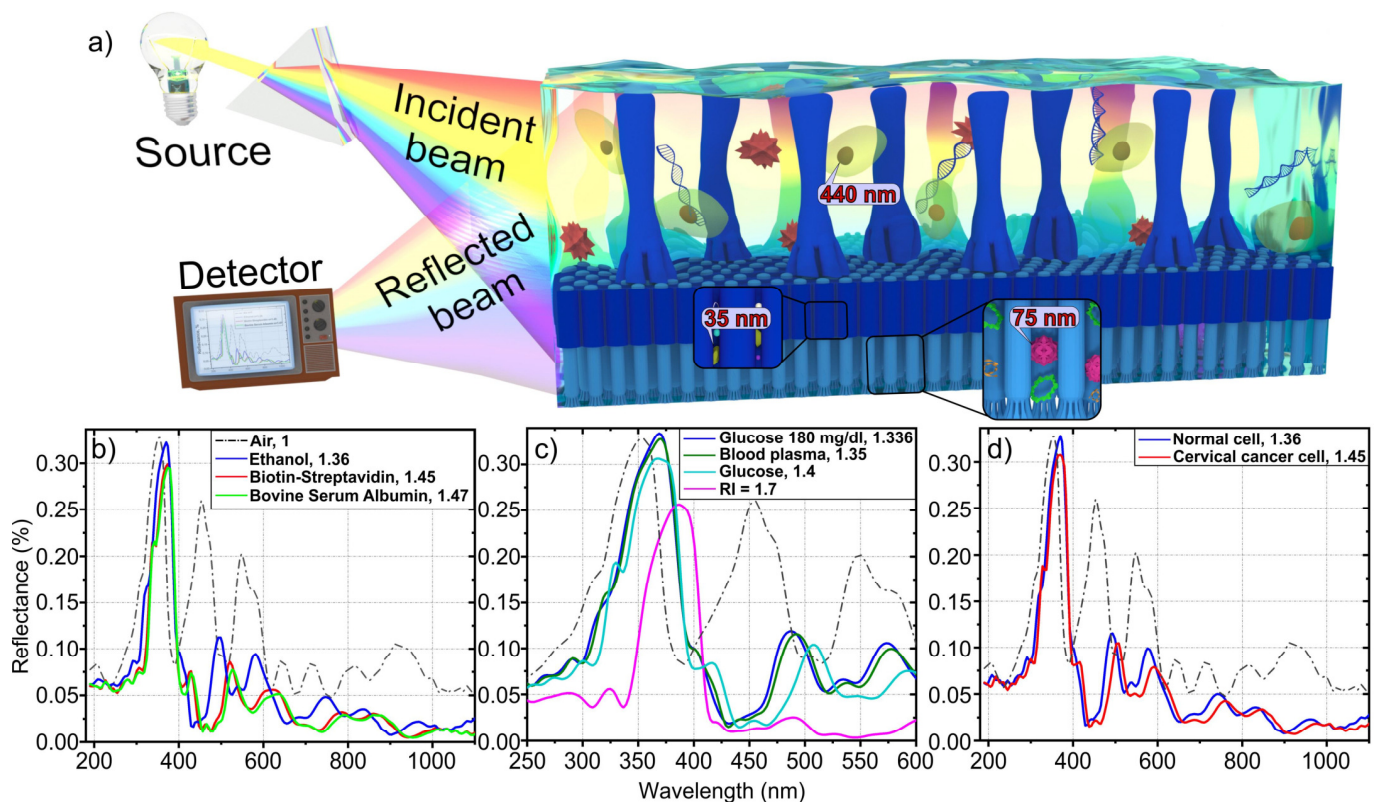 a)
Source
Incident
beam
Reflected
beam
Detector
440 nm
35 nm
75 nm
b)
Air, 1
Ethanol, 1.36
Biotin-Streptavidin, 1.45
Bovine Serum Albumin, 1.47
c)
Glucose 180 mg/dl, 1.336
Blood plasma, 1.35
Glucose, 1.4
RI = 1.7
d)
Normal cell, 1.36
Cervical cancer cell, 1.45
Reflectance (%)
0.30
0.25
0.20
0.15
0.10
0.05
0.00
200 400 600 800 1000
0.30
0.25
0.20
0.15
0.10
0.05
0.00
250 300 350 400 450 500 550 600
0.30
0.25
0.20
0.15
0.10
0.05
0.00
200 400 600 800 1000
Wavelength (nm)